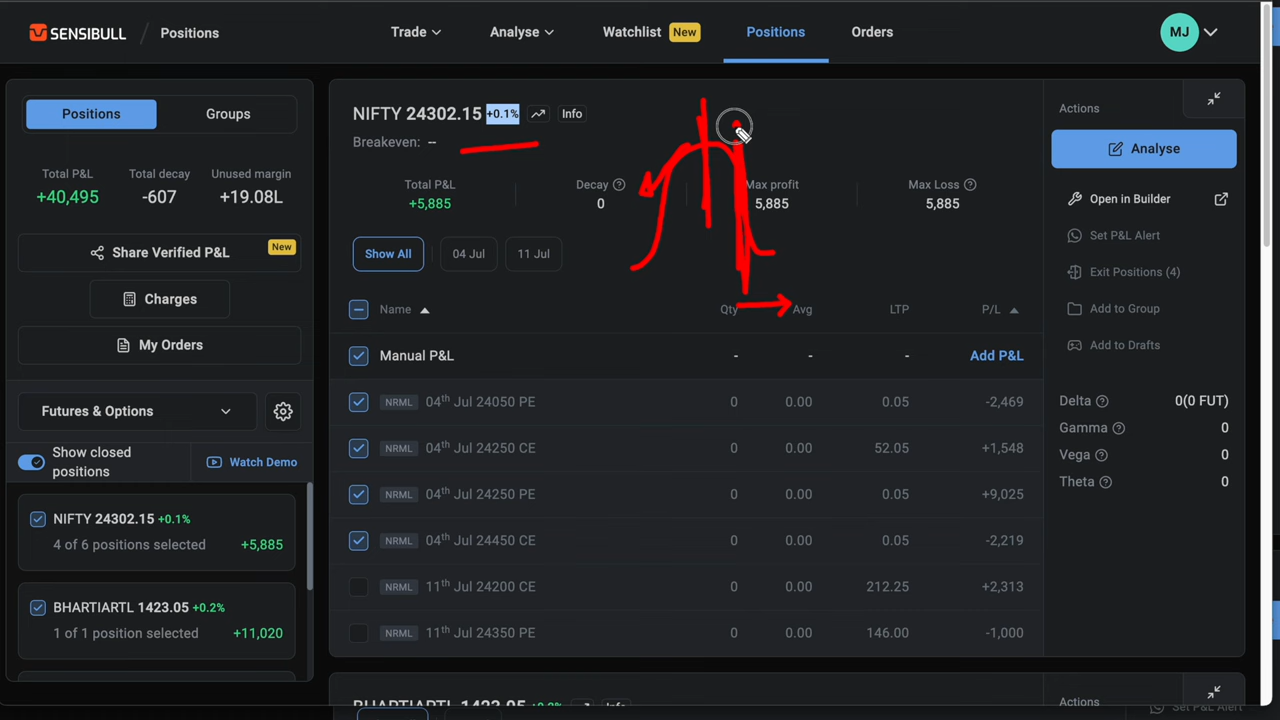 SENSIBULL / Positions
Trade Analyse Watchlist New Positions Orders MJ
Positions Groups
Total P&L Total decay Unused margin
+40,495 -607 +19.08L
Share Verified P&L New
Charges
My Orders
Futures & Options
Show closed positions Watch Demo
NIFTY 24302.15 +0.1%
4 of 6 positions selected +5,885
BHARTIARTL 1423.05 +0.2%
1 of 1 position selected +11,020
NIFTY 24302.15 +0.1% Info
Breakeven: --
Total P&L Decay Max profit Max Loss
+5,885 0 5,885 5,885
Show All 04 Jul 11 Jul
Name Qty Avg LTP P/L
Manual P&L - - - Add P&L
NRML 04th Jul 24050 PE 0 0.00 0.05 -2,469
NRML 04th Jul 24250 CE 0 0.00 52.05 +1,548
NRML 04th Jul 24250 PE 0 0.00 0.05 +9,025
NRML 04th Jul 24450 CE 0 0.00 0.05 -2,219
NRML 11th Jul 24200 CE 0 0.00 212.25 +2,313
NRML 11th Jul 24350 PE 0 0.00 146.00 -1,000
Actions
Analyse
Open in Builder
Set P&L Alert
Exit Positions (4)
Add to Group
Add to Drafts
Delta 0(0 FUT)
Gamma 0
Vega 0
Theta 0
BHARTIARTL 1423.05 +0.2% Info
Actions
Set P&L Alert